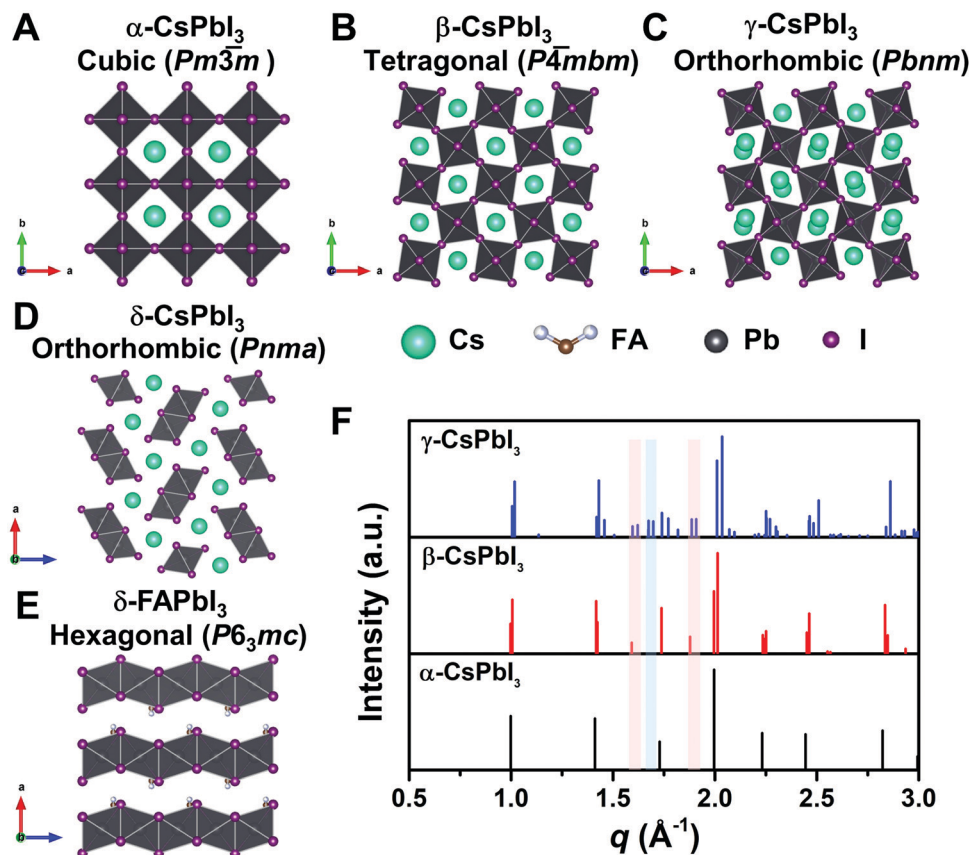 A
α-CsPbI3
Cubic (Pm3̅m )
B
β-CsPbI3
Tetragonal (P4̅mbm)
C
γ-CsPbI3
Orthorhombic (Pbnm)
b
a
b
a
b
a
D
δ-CsPbI3
Orthorhombic (Pnma)
Cs
FA
Pb
I
a
b
E
δ-FAPbI3
Hexagonal (P63mc)
a
b
F
γ-CsPbI3
β-CsPbI3
α-CsPbI3
Intensity (a.u.)
0.5
1.0
1.5
2.0
2.5
3.0
q (Å-1)